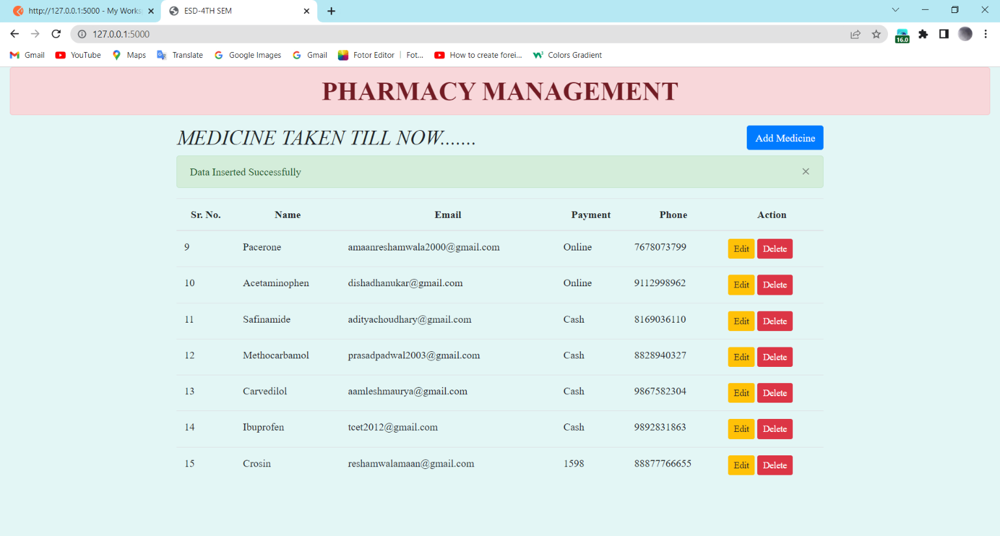 http://127.0.0.1:5000 - My Works
ESD-4TH SEM
127.0.0.1:5000
16.0
Gmail YouTube Maps Translate Google Images Gmail Fotor Editor | Fot... How to create forei... Colors Gradient
PHARMACY MANAGEMENT
MEDICINE TAKEN TILL NOW.......
Add Medicine
Data Inserted Successfully
Sr. No. Name Email Payment Phone Action
9 Pacerone amaanreshamwala2000@gmail.com Online 7678073799 Edit Delete
10 Acetaminophen dishadhanukar@gmail.com Online 9112998962 Edit Delete
11 Safinamide adityachoudhary@gmail.com Cash 8169036110 Edit Delete
12 Methocarbamol prasadpadwal2003@gmail.com Cash 8828940327 Edit Delete
13 Carvedilol aamleshmaurya@gmail.com Cash 9867582304 Edit Delete
14 Ibuprofen tcet2012@gmail.com Cash 9892831863 Edit Delete
15 Crosin reshamwalamaan@gmail.com 1598 88877766655 Edit Delete